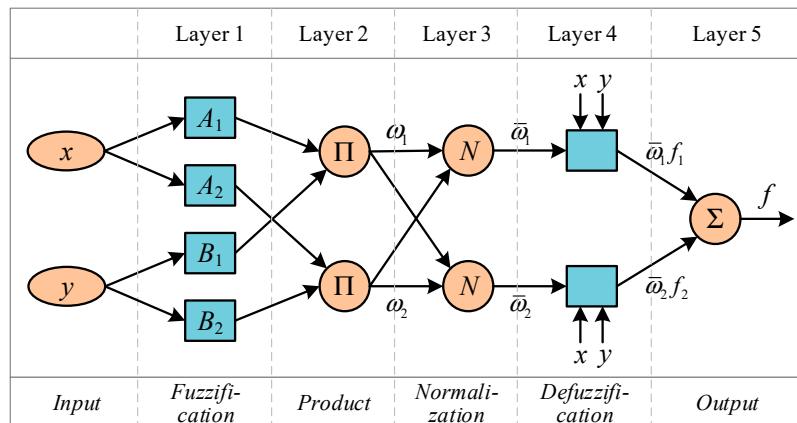 Layer 1 Layer 2 Layer 3 Layer 4 Layer 5
x y
A₁
ω₁ ω̄₁
x Π N ω̄₁f₁
A₂
f
Σ
B₁
y Π N ω̄₂f₂
ω₂ ω̄₂
B₂
x y
Input Fuzzifi- Product Normali- Defuzzifi- Output
cation zation cation